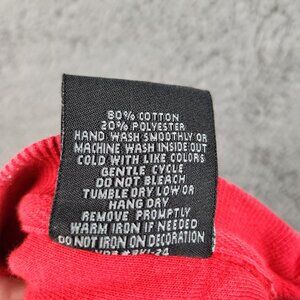 80% COTTON
20% POLYESTER
HAND WASH SMOOTHLY OR
MACHINE WASH INSIDE OUT
COLD WITH LIKE COLORS
GENTLE CYCLE
DO NOT BLEACH
TUMBLE DRY LOW OR
HANG DRY
REMOVE PROMPTLY
WARM IRON IF NEEDED
DO NOT IRON ON DECORATION